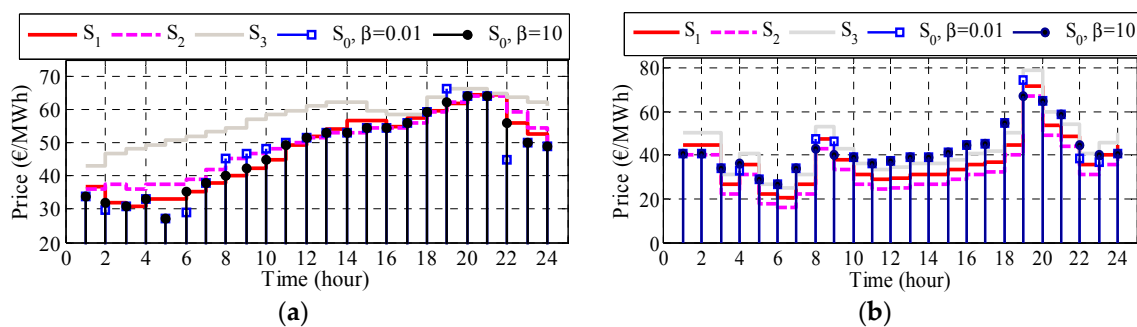 S1 S2 S3 S0, β=0.01 S0, β=10
Price (€/MWh)
70
60
50
40
30
20
0 2 4 6 8 10 12 14 16 18 20 22 24
Time (hour)
(a)
S1 S2 S3 S0, β=0.01 S0, β=10
Price (€/MWh)
80
60
40
20
0
0 2 4 6 8 10 12 14 16 18 20 22 24
Time (hour)
(b)